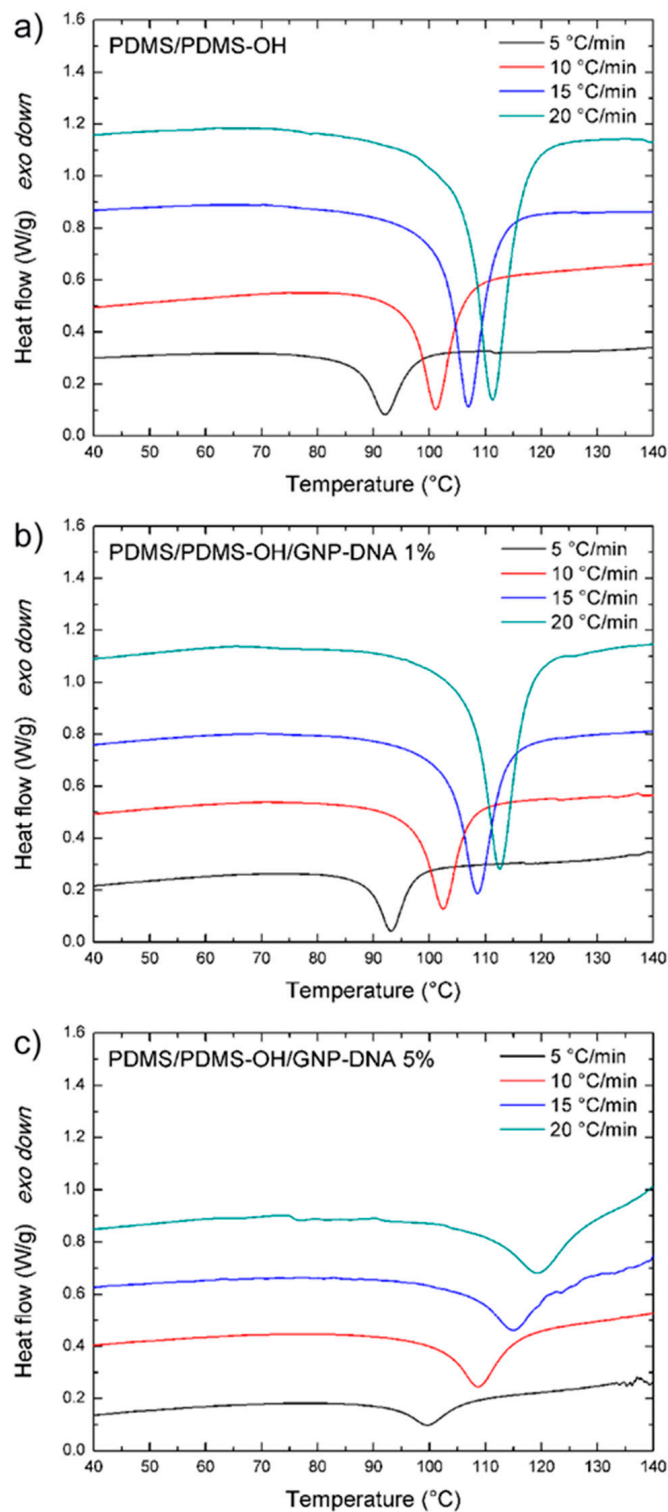 a)
PDMS/PDMS-OH
5 °C/min
10 °C/min
15 °C/min
20 °C/min
Heat flow (W/g) exo down
1.6
1.4
1.2
1.0
0.8
0.6
0.4
0.2
0.0
40 50 60 70 80 90 100 110 120 130 140
Temperature (°C)
b)
PDMS/PDMS-OH/GNP-DNA 1%
5 °C/min
10 °C/min
15 °C/min
20 °C/min
Heat flow (W/g) exo down
1.6
1.4
1.2
1.0
0.8
0.6
0.4
0.2
0.0
40 50 60 70 80 90 100 110 120 130 140
Temperature (°C)
c)
PDMS/PDMS-OH/GNP-DNA 5%
5 °C/min
10 °C/min
15 °C/min
20 °C/min
Heat flow (W/g) exo down
1.6
1.4
1.2
1.0
0.8
0.6
0.4
0.2
0.0
40 50 60 70 80 90 100 110 120 130 140
Temperature (°C)